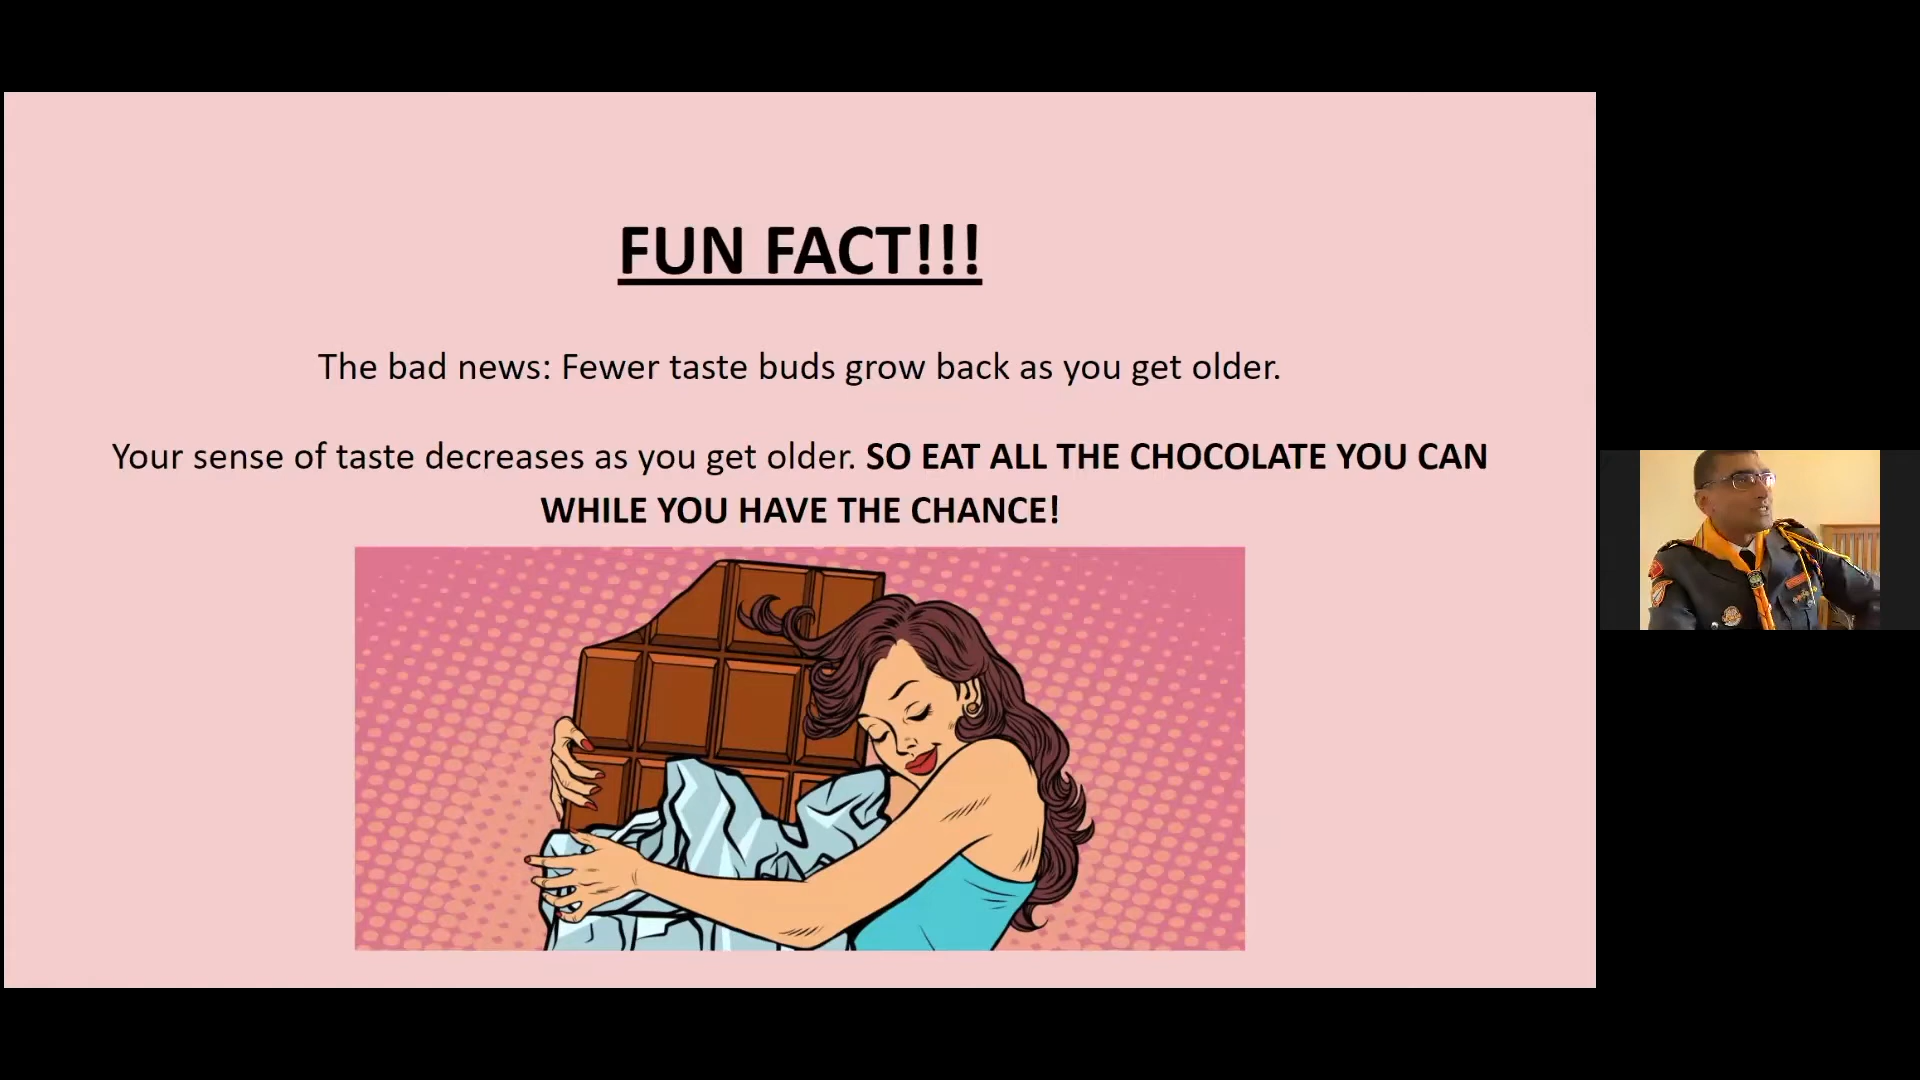 FUN FACT!!!
The bad news: Fewer taste buds grow back as you get older.
Your sense of taste decreases as you get older. SO EAT ALL THE CHOCOLATE YOU CAN
WHILE YOU HAVE THE CHANCE!